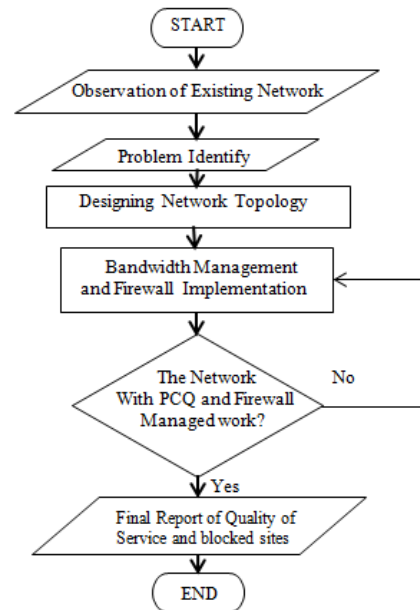 START
Observation of Existing Network
Problem Identify
Designing Network Topology
Bandwidth Management
and Firewall Implementation
The Network
With PCQ and Firewall
Managed work?
No
Yes
Final Report of Quality of
Service and blocked sites
END